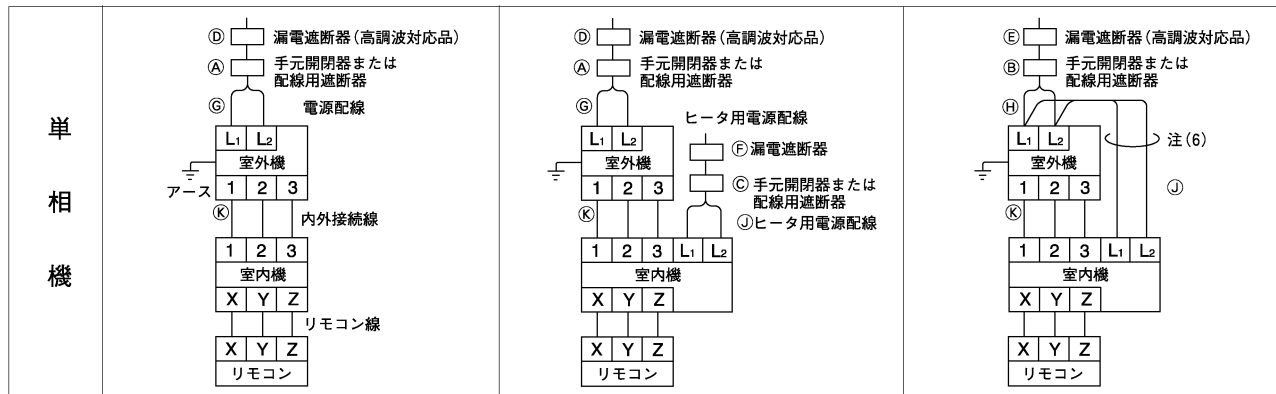 単相機
Ⓓ 漏電遮断器(高調波対応品)
Ⓐ 手元開閉器または
配線用遮断器
Ⓖ 電源配線
L1 L2
室外機
アース
1 2 3
Ⓚ 内外接続線
1 2 3
室内機
X Y Z
リモコン線
X Y Z
リモコン
Ⓓ 漏電遮断器(高調波対応品)
Ⓐ 手元開閉器または
配線用遮断器
Ⓖ
ヒータ用電源配線
L1 L2
Ⓕ漏電遮断器
室外機
1 2 3
Ⓒ 手元開閉器または
配線用遮断器
Ⓚ
Ⓙヒータ用電源配線
1 2 3 L1 L2
室内機
X Y Z
X Y Z
リモコン
Ⓔ 漏電遮断器(高調波対応品)
Ⓑ 手元開閉器または
配線用遮断器
Ⓗ
L1 L2
注(6)
室外機
1 2 3
Ⓙ
Ⓚ
1 2 3 L1 L2
室内機
X Y Z
X Y Z
リモコン